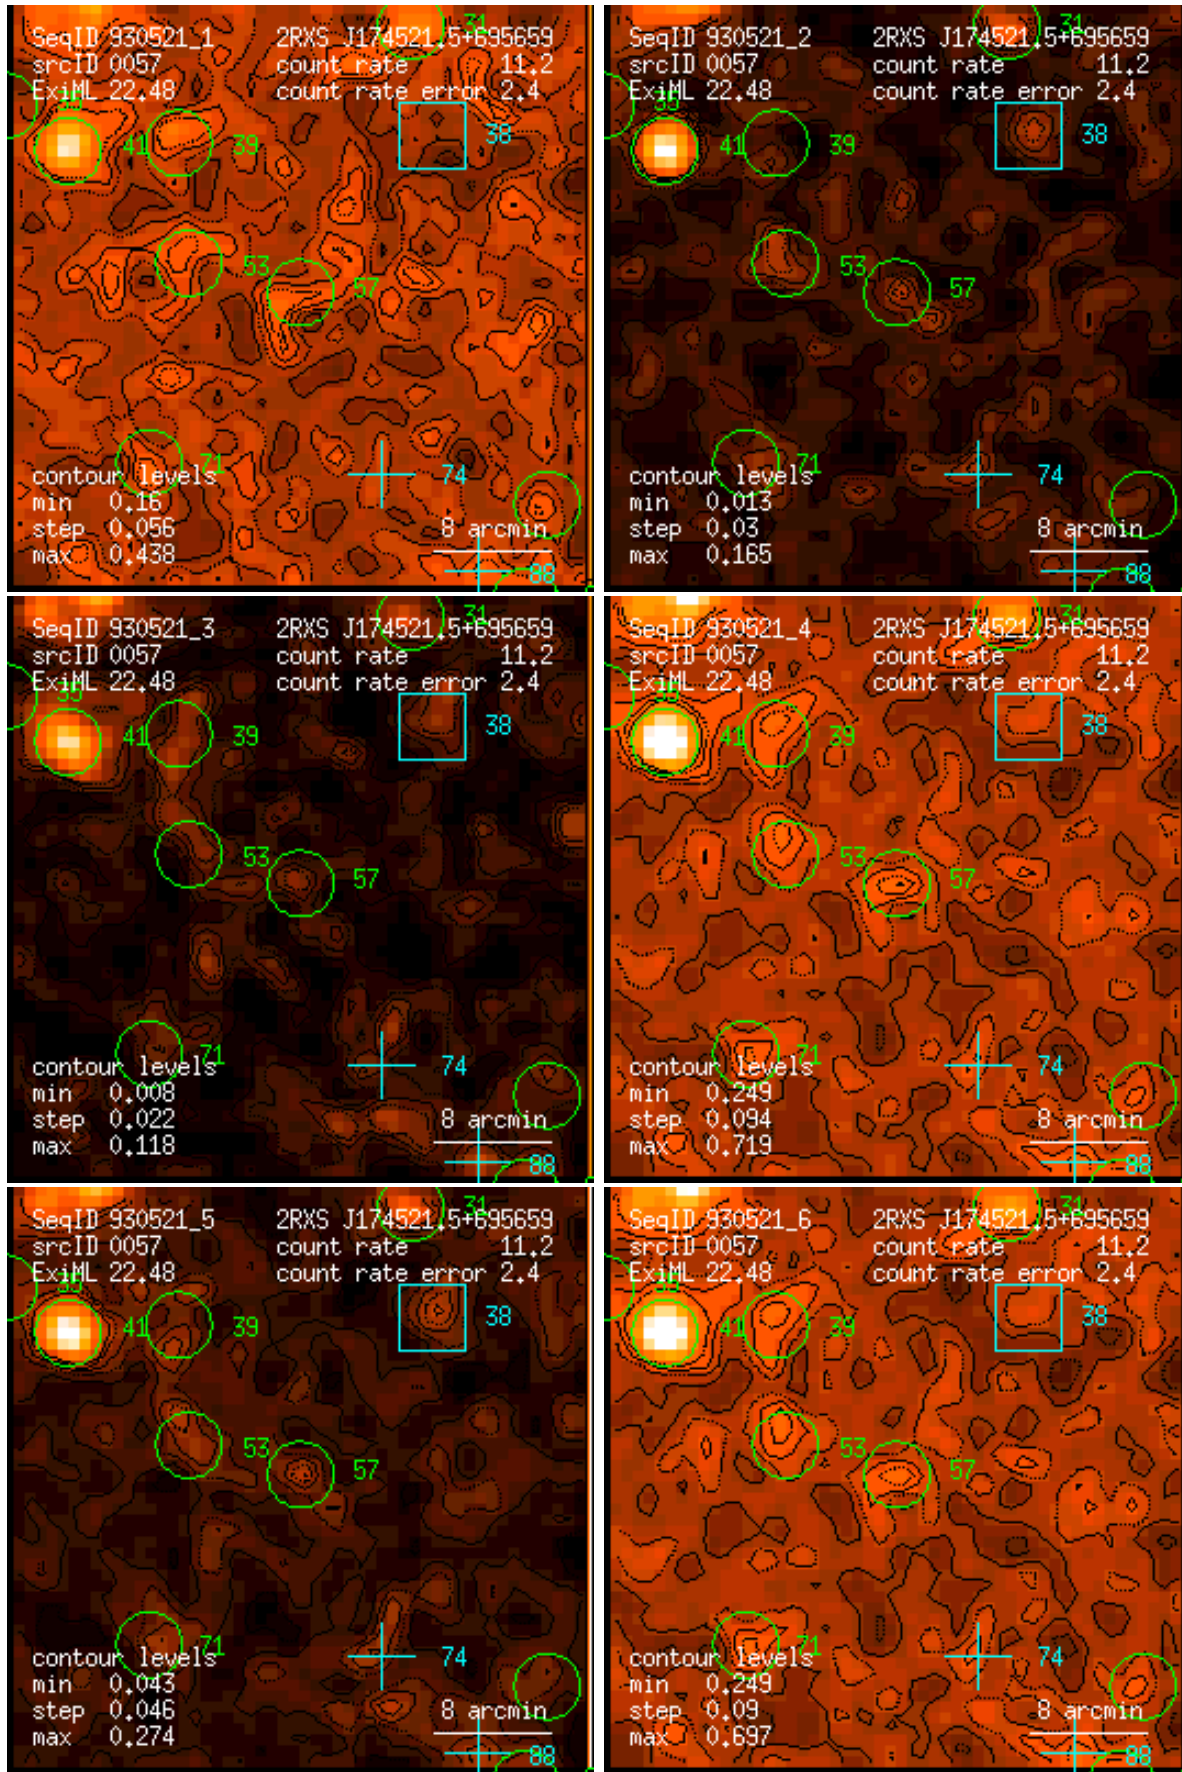 31
SeqID 930521_1 2RXS J174521.5+695659
srcID 0057 count rate 11.2
ExiML 22.48 count rate error 2.4
35
41 39 38
53
57
71
contour levels
74
min 0.16
step 0.056 8 arcmin
max 0.438
88
31
SeqID 930521_2 2RXS J174521.5+695659
srcID 0057 count rate 11.2
ExiML 22.48 count rate error 2.4
35
41 39 38
53
57
71
contour levels
74
min 0.013
step 0.03 8 arcmin
max 0.165
88
31
SeqID 930521_3 2RXS J174521.5+695659
srcID 0057 count rate 11.2
ExiML 22.48 count rate error 2.4
35
41 39 38
53
57
71
contour levels
74
min 0.008
step 0.022 8 arcmin
max 0.118
88
31
SeqID 930521_4 2RXS J174521.5+695659
srcID 0057 count rate 11.2
ExiML 22.48 count rate error 2.4
35
41 39 38
53
57
71
contour levels
74
min 0.249
step 0.094 8 arcmin
max 0.719
88
31
SeqID 930521_5 2RXS J174521.5+695659
srcID 0057 count rate 11.2
ExiML 22.48 count rate error 2.4
35
41 39 38
53
57
71
contour levels
74
min 0.043
step 0.046 8 arcmin
max 0.274
88
31
SeqID 930521_6 2RXS J174521.5+695659
srcID 0057 count rate 11.2
ExiML 22.48 count rate error 2.4
35
41 39 38
53
57
71
contour levels
74
min 0.249
step 0.09 8 arcmin
max 0.697
88